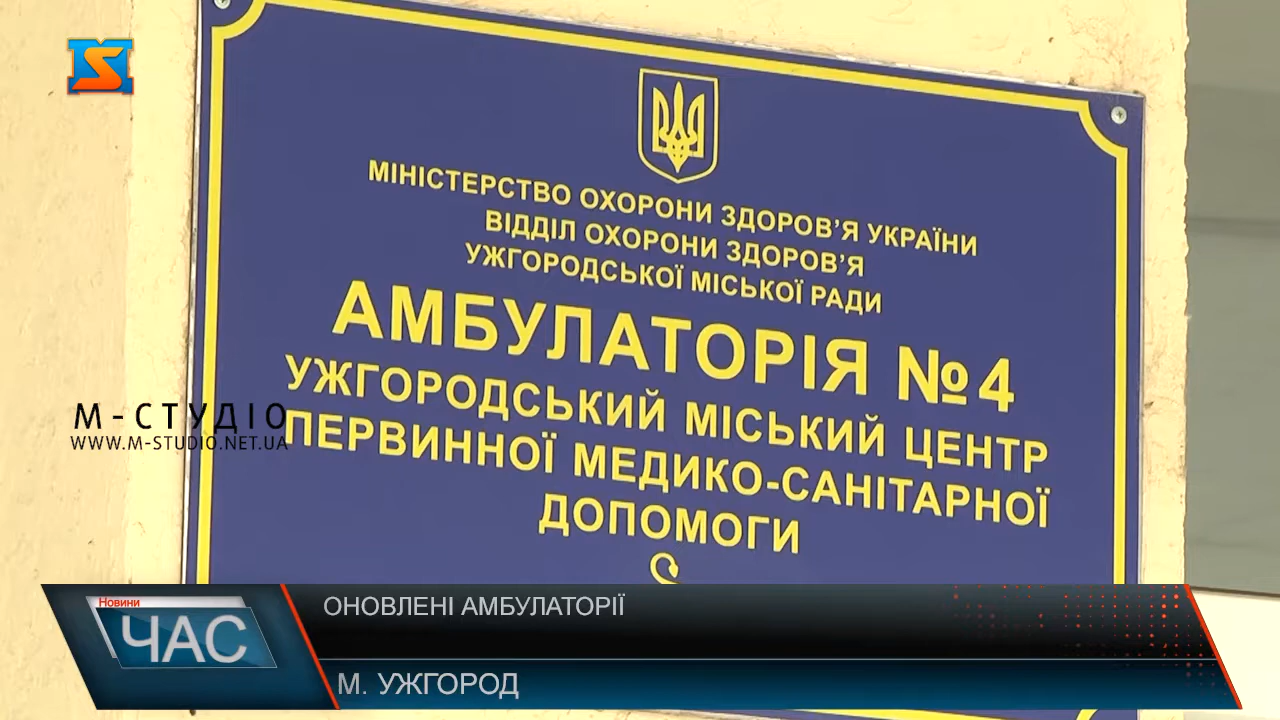 МІНІСТЕРСТВО ОХОРОНИ ЗДОРОВ’Я УКРАЇНИ
ВІДДІЛ ОХОРОНИ ЗДОРОВ’Я
УЖГОРОДСЬКОЇ МІСЬКОЇ РАДИ
АМБУЛАТОРІЯ №4
УЖГОРОДСЬКИЙ МІСЬКИЙ ЦЕНТР
ПЕРВИННОЇ МЕДИКО-САНІТАРНОЇ
ДОПОМОГИ
М-СТУДІО
WWW.M-STUDIO.NET.UA
Новини
ЧАС
ОНОВЛЕНІ АМБУЛАТОРІЇ
М. УЖГОРОД